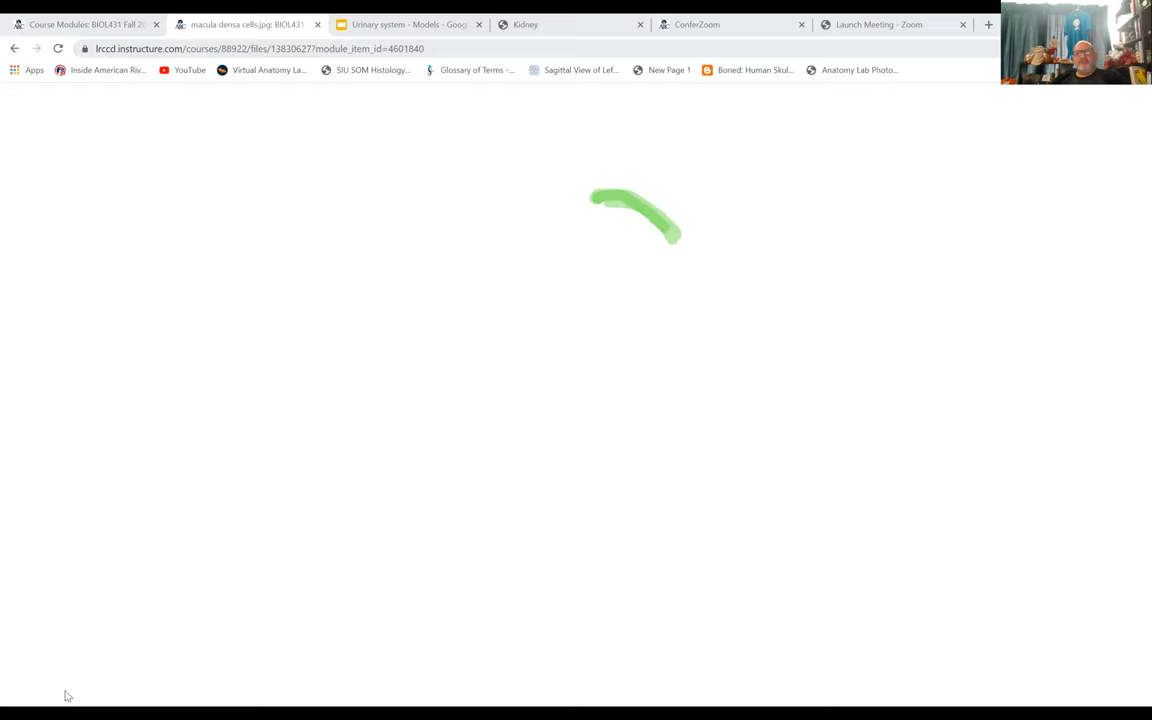 Course Modules: BIOL431 Fall 20
macula densa cells.jpg: BIOL431
Urinary system - Models - Goog
Kidney
ConferZoom
Launch Meeting - Zoom
lrccd.instructure.com/courses/88922/files/13830627?module_item_id=4601840
Apps
Inside American Riv...
YouTube
Virtual Anatomy La...
SIU SOM Histology...
Glossary of Terms -...
Sagittal View of Lef...
New Page 1
Boned: Human Skul...
Anatomy Lab Photo...